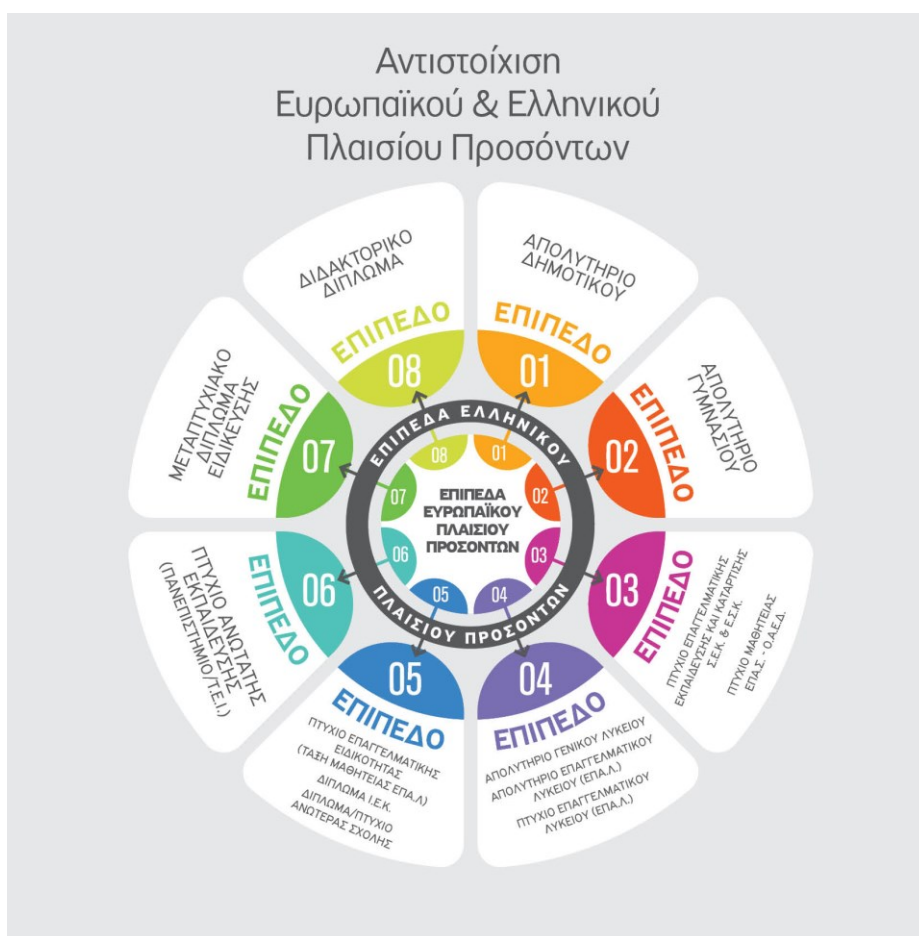 Αντιστοίχιση
Ευρωπαϊκού & Ελληνικού
Πλαισίου Προσόντων
ΑΠΟΛΥΤΗΡΙΟ
ΔΗΜΟΤΙΚΟΥ
ΕΠΙΠΕΔΟ
01
ΑΠΟΛΥΤΗΡΙΟ
ΓΥΜΝΑΣΙΟΥ
ΕΠΙΠΕΔΟ
02
ΠΤΥΧΙΟ ΕΠΑΓΓΕΛΜΑΤΙΚΗΣ
ΕΚΠΑΙΔΕΥΣΗΣ ΚΑΙ ΚΑΤΑΡΤΙΣΗΣ
Σ.Ε.Κ. & Ε.Σ.Κ.
ΠΤΥΧΙΟ ΜΑΘΗΤΕΙΑΣ
ΕΠΑ.Σ. - Ο.Α.Ε.Δ.
ΕΠΙΠΕΔΟ
03
04
ΕΠΙΠΕΔΟ
ΑΠΟΛΥΤΗΡΙΟ ΓΕΝΙΚΟΥ ΛΥΚΕΙΟΥ
ΑΠΟΛΥΤΗΡΙΟ ΕΠΑΓΓΕΛΜΑΤΙΚΟΥ
ΛΥΚΕΙΟΥ (ΕΠΑ.Λ.)
ΠΤΥΧΙΟ ΕΠΑΓΓΕΛΜΑΤΙΚΟΥ
ΛΥΚΕΙΟΥ (ΕΠΑ.Λ.)
05
ΕΠΙΠΕΔΟ
ΠΤΥΧΙΟ ΕΠΑΓΓΕΛΜΑΤΙΚΗΣ
ΕΙΔΙΚΟΤΗΤΑΣ
(ΤΑΞΗ ΜΑΘΗΤΕΙΑΣ ΕΠΑ.Λ)
ΔΙΠΛΩΜΑ Ι.Ε.Κ.
ΔΙΠΛΩΜΑ/ΠΤΥΧΙΟ
ΑΝΩΤΕΡΑΣ ΣΧΟΛΗΣ
06
ΕΠΙΠΕΔΟ
ΠΤΥΧΙΟ ΑΝΩΤΑΤΗΣ
ΕΚΠΑΙΔΕΥΣΗΣ
(ΠΑΝΕΠΙΣΤΗΜΙΟ/Τ.Ε.Ι.)
ΜΕΤΑΠΤΥΧΙΑΚΟ
ΔΙΠΛΩΜΑ
ΕΙΔΙΚΕΥΣΗΣ
ΕΠΙΠΕΔΟ
07
ΔΙΔΑΚΤΟΡΙΚΟ
ΔΙΠΛΩΜΑ
ΕΠΙΠΕΔΟ
08
ΕΠΙΠΕΔΑ ΕΛΛΗΝΙΚΟΥ
ΠΛΑΙΣΙΟΥ ΠΡΟΣΟΝΤΩΝ
01
02
03
04
05
06
07
08
ΕΠΙΠΕΔΑ
ΕΥΡΩΠΑΪΚΟΥ
ΠΛΑΙΣΙΟΥ
ΠΡΟΣΟΝΤΩΝ